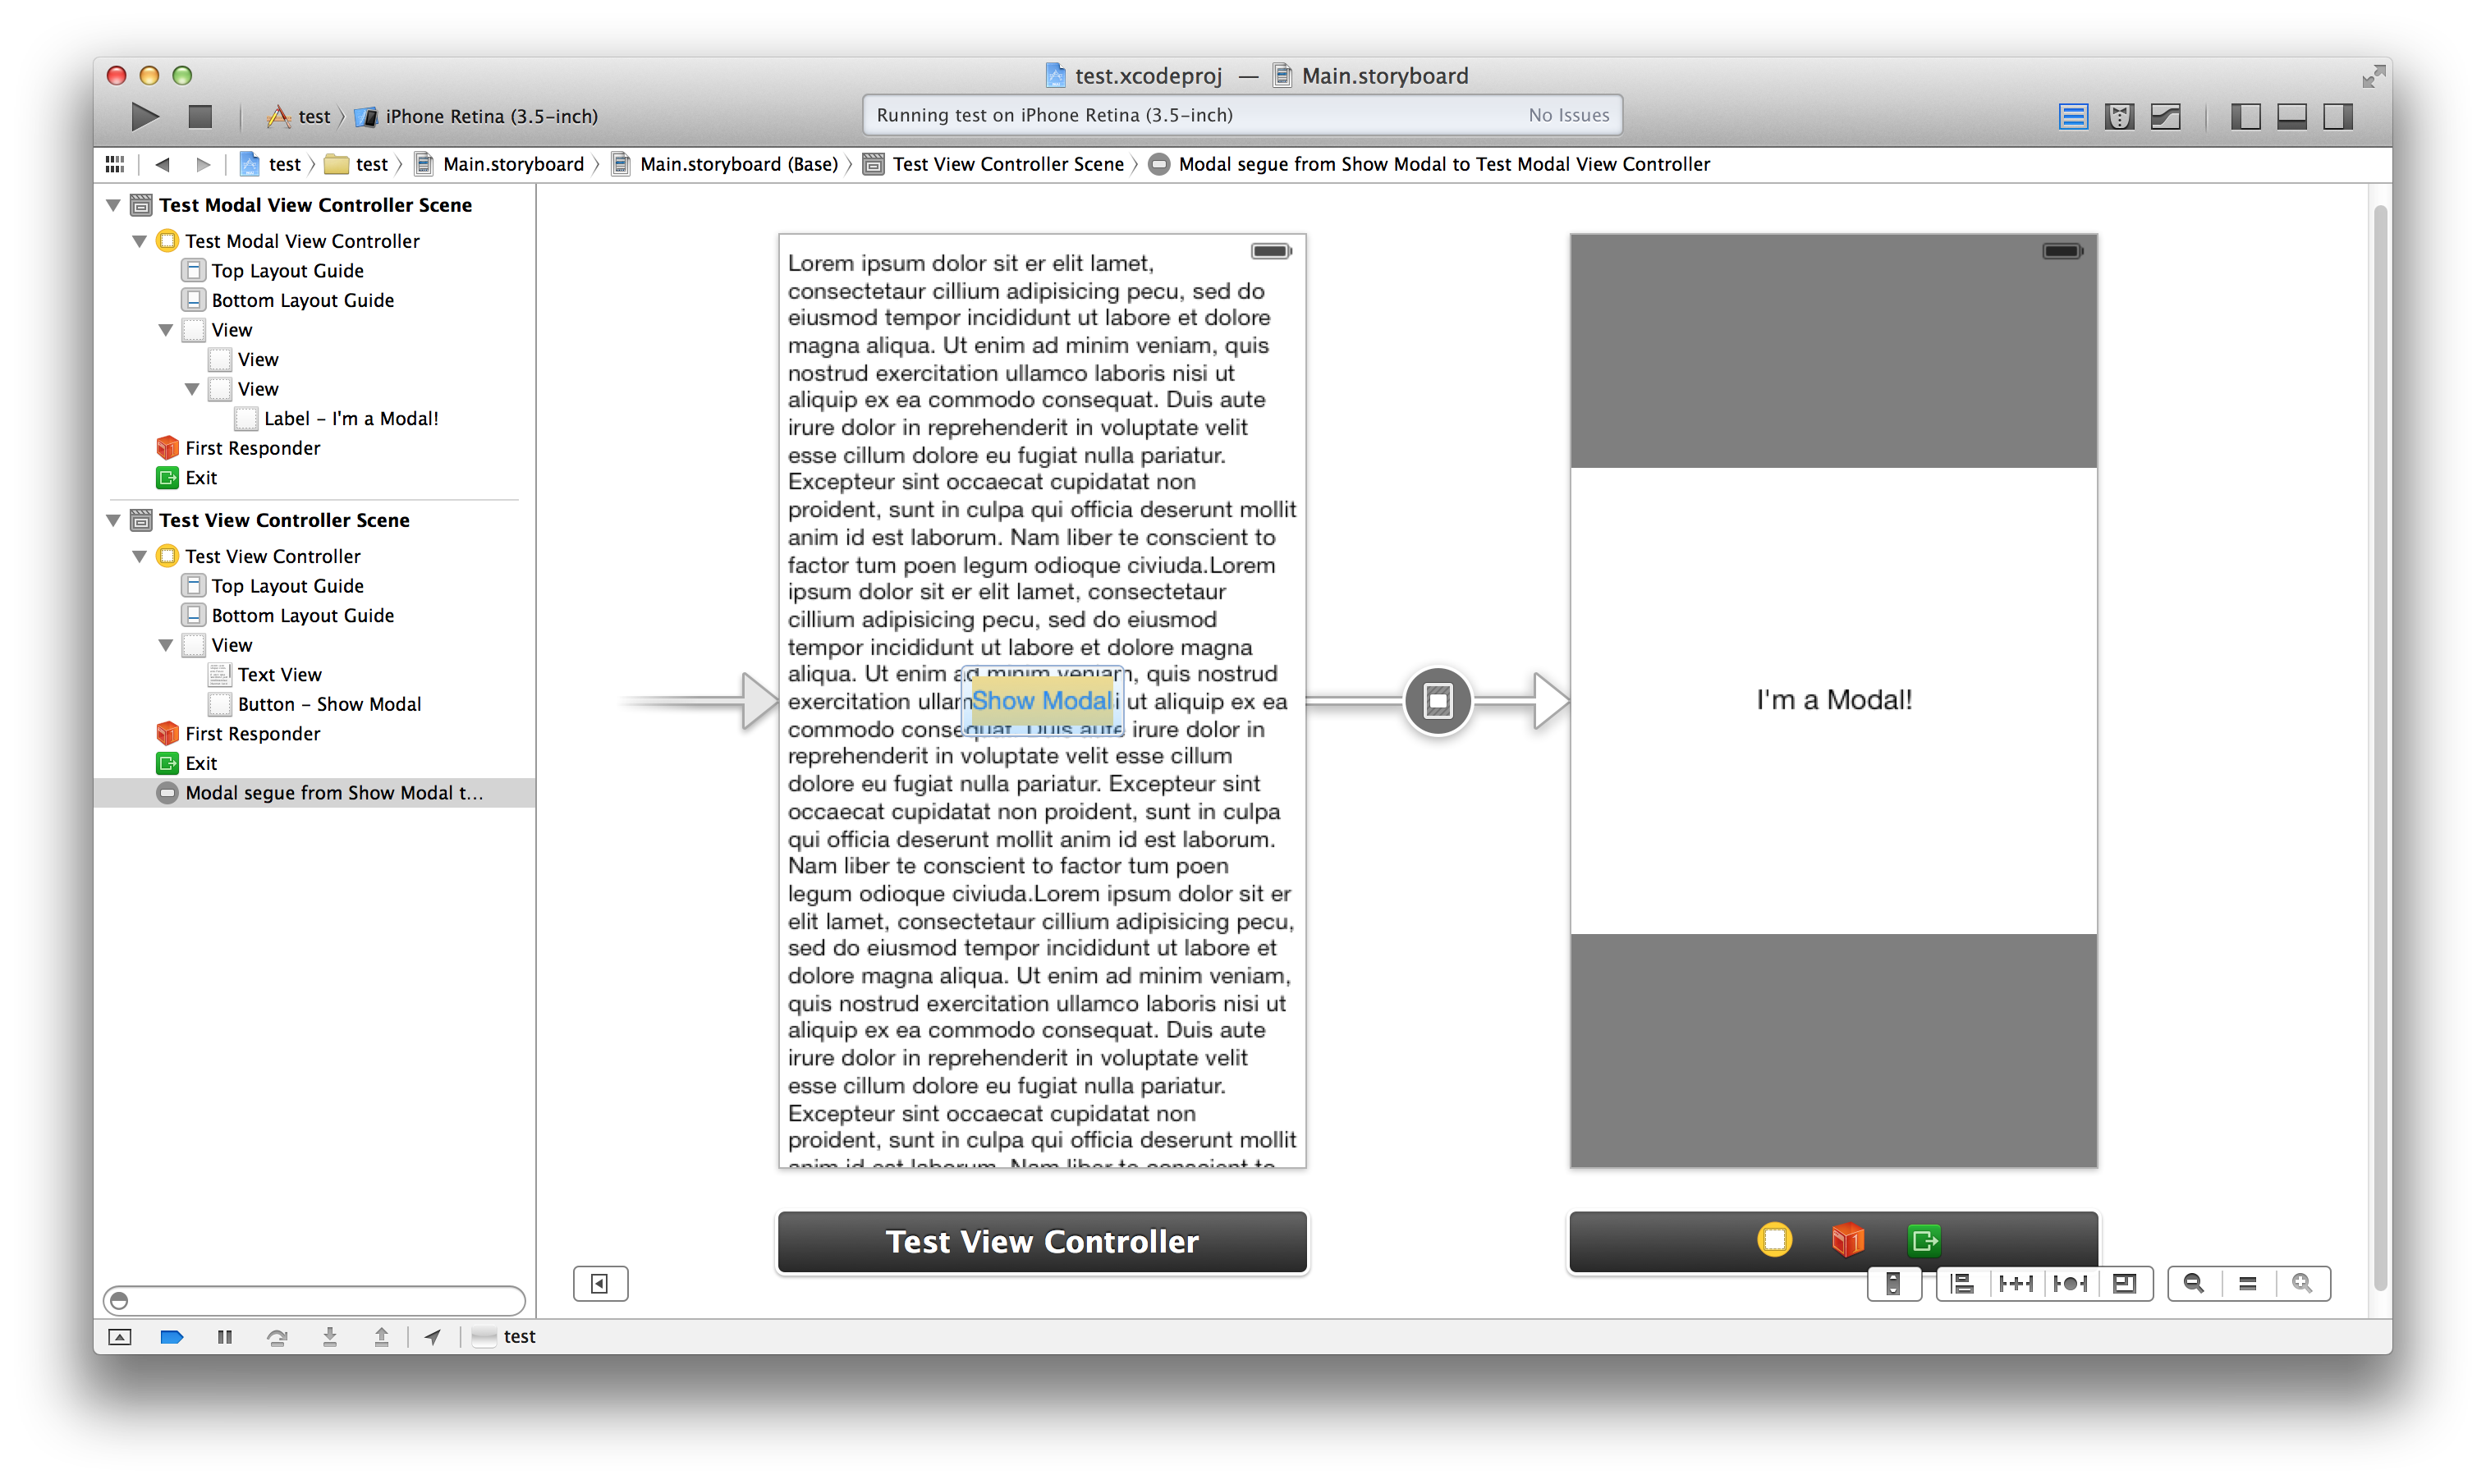 test.xcodeproj — Main.storyboard
test iPhone Retina (3.5-inch)
Running test on iPhone Retina (3.5-inch) No Issues
test test Main.storyboard Main.storyboard (Base) Test View Controller Scene Modal segue from Show Modal to Test Modal View Controller
Test Modal View Controller Scene
Test Modal View Controller
Top Layout Guide
Bottom Layout Guide
View
View
View
Label – I'm a Modal!
First Responder
Exit
Test View Controller Scene
Test View Controller
Top Layout Guide
Bottom Layout Guide
View
Text View
Button – Show Modal
First Responder
Exit
Modal segue from Show Modal t...
Lorem ipsum dolor sit er elit lamet,
consectetaur cillium adipisicing pecu, sed do
eiusmod tempor incididunt ut labore et dolore
magna aliqua. Ut enim ad minim veniam, quis
nostrud exercitation ullamco laboris nisi ut
aliquip ex ea commodo consequat. Duis aute
irure dolor in reprehenderit in voluptate velit
esse cillum dolore eu fugiat nulla pariatur.
Excepteur sint occaecat cupidatat non
proident, sunt in culpa qui officia deserunt mollit
anim id est laborum. Nam liber te conscient to
factor tum poen legum odioque civiuda.Lorem
ipsum dolor sit er elit lamet, consectetaur
cillium adipisicing pecu, sed do eiusmod
tempor incididunt ut labore et dolore magna
aliqua. Ut enim ad minim veniam, quis nostrud
exercitation ullam Show Modal i ut aliquip ex ea
commodo consequat. Duis aute irure dolor in
reprehenderit in voluptate velit esse cillum
dolore eu fugiat nulla pariatur. Excepteur sint
occaecat cupidatat non proident, sunt in culpa
qui officia deserunt mollit anim id est laborum.
Nam liber te conscient to factor tum poen
legum odioque civiuda.Lorem ipsum dolor sit er
elit lamet, consectetaur cillium adipisicing pecu,
sed do eiusmod tempor incididunt ut labore et
dolore magna aliqua. Ut enim ad minim veniam,
quis nostrud exercitation ullamco laboris nisi ut
aliquip ex ea commodo consequat. Duis aute
irure dolor in reprehenderit in voluptate velit
esse cillum dolore eu fugiat nulla pariatur.
Excepteur sint occaecat cupidatat non
proident, sunt in culpa qui officia deserunt mollit
anim id est laborum. Nam liber te conscient to
I'm a Modal!
Test View Controller
test